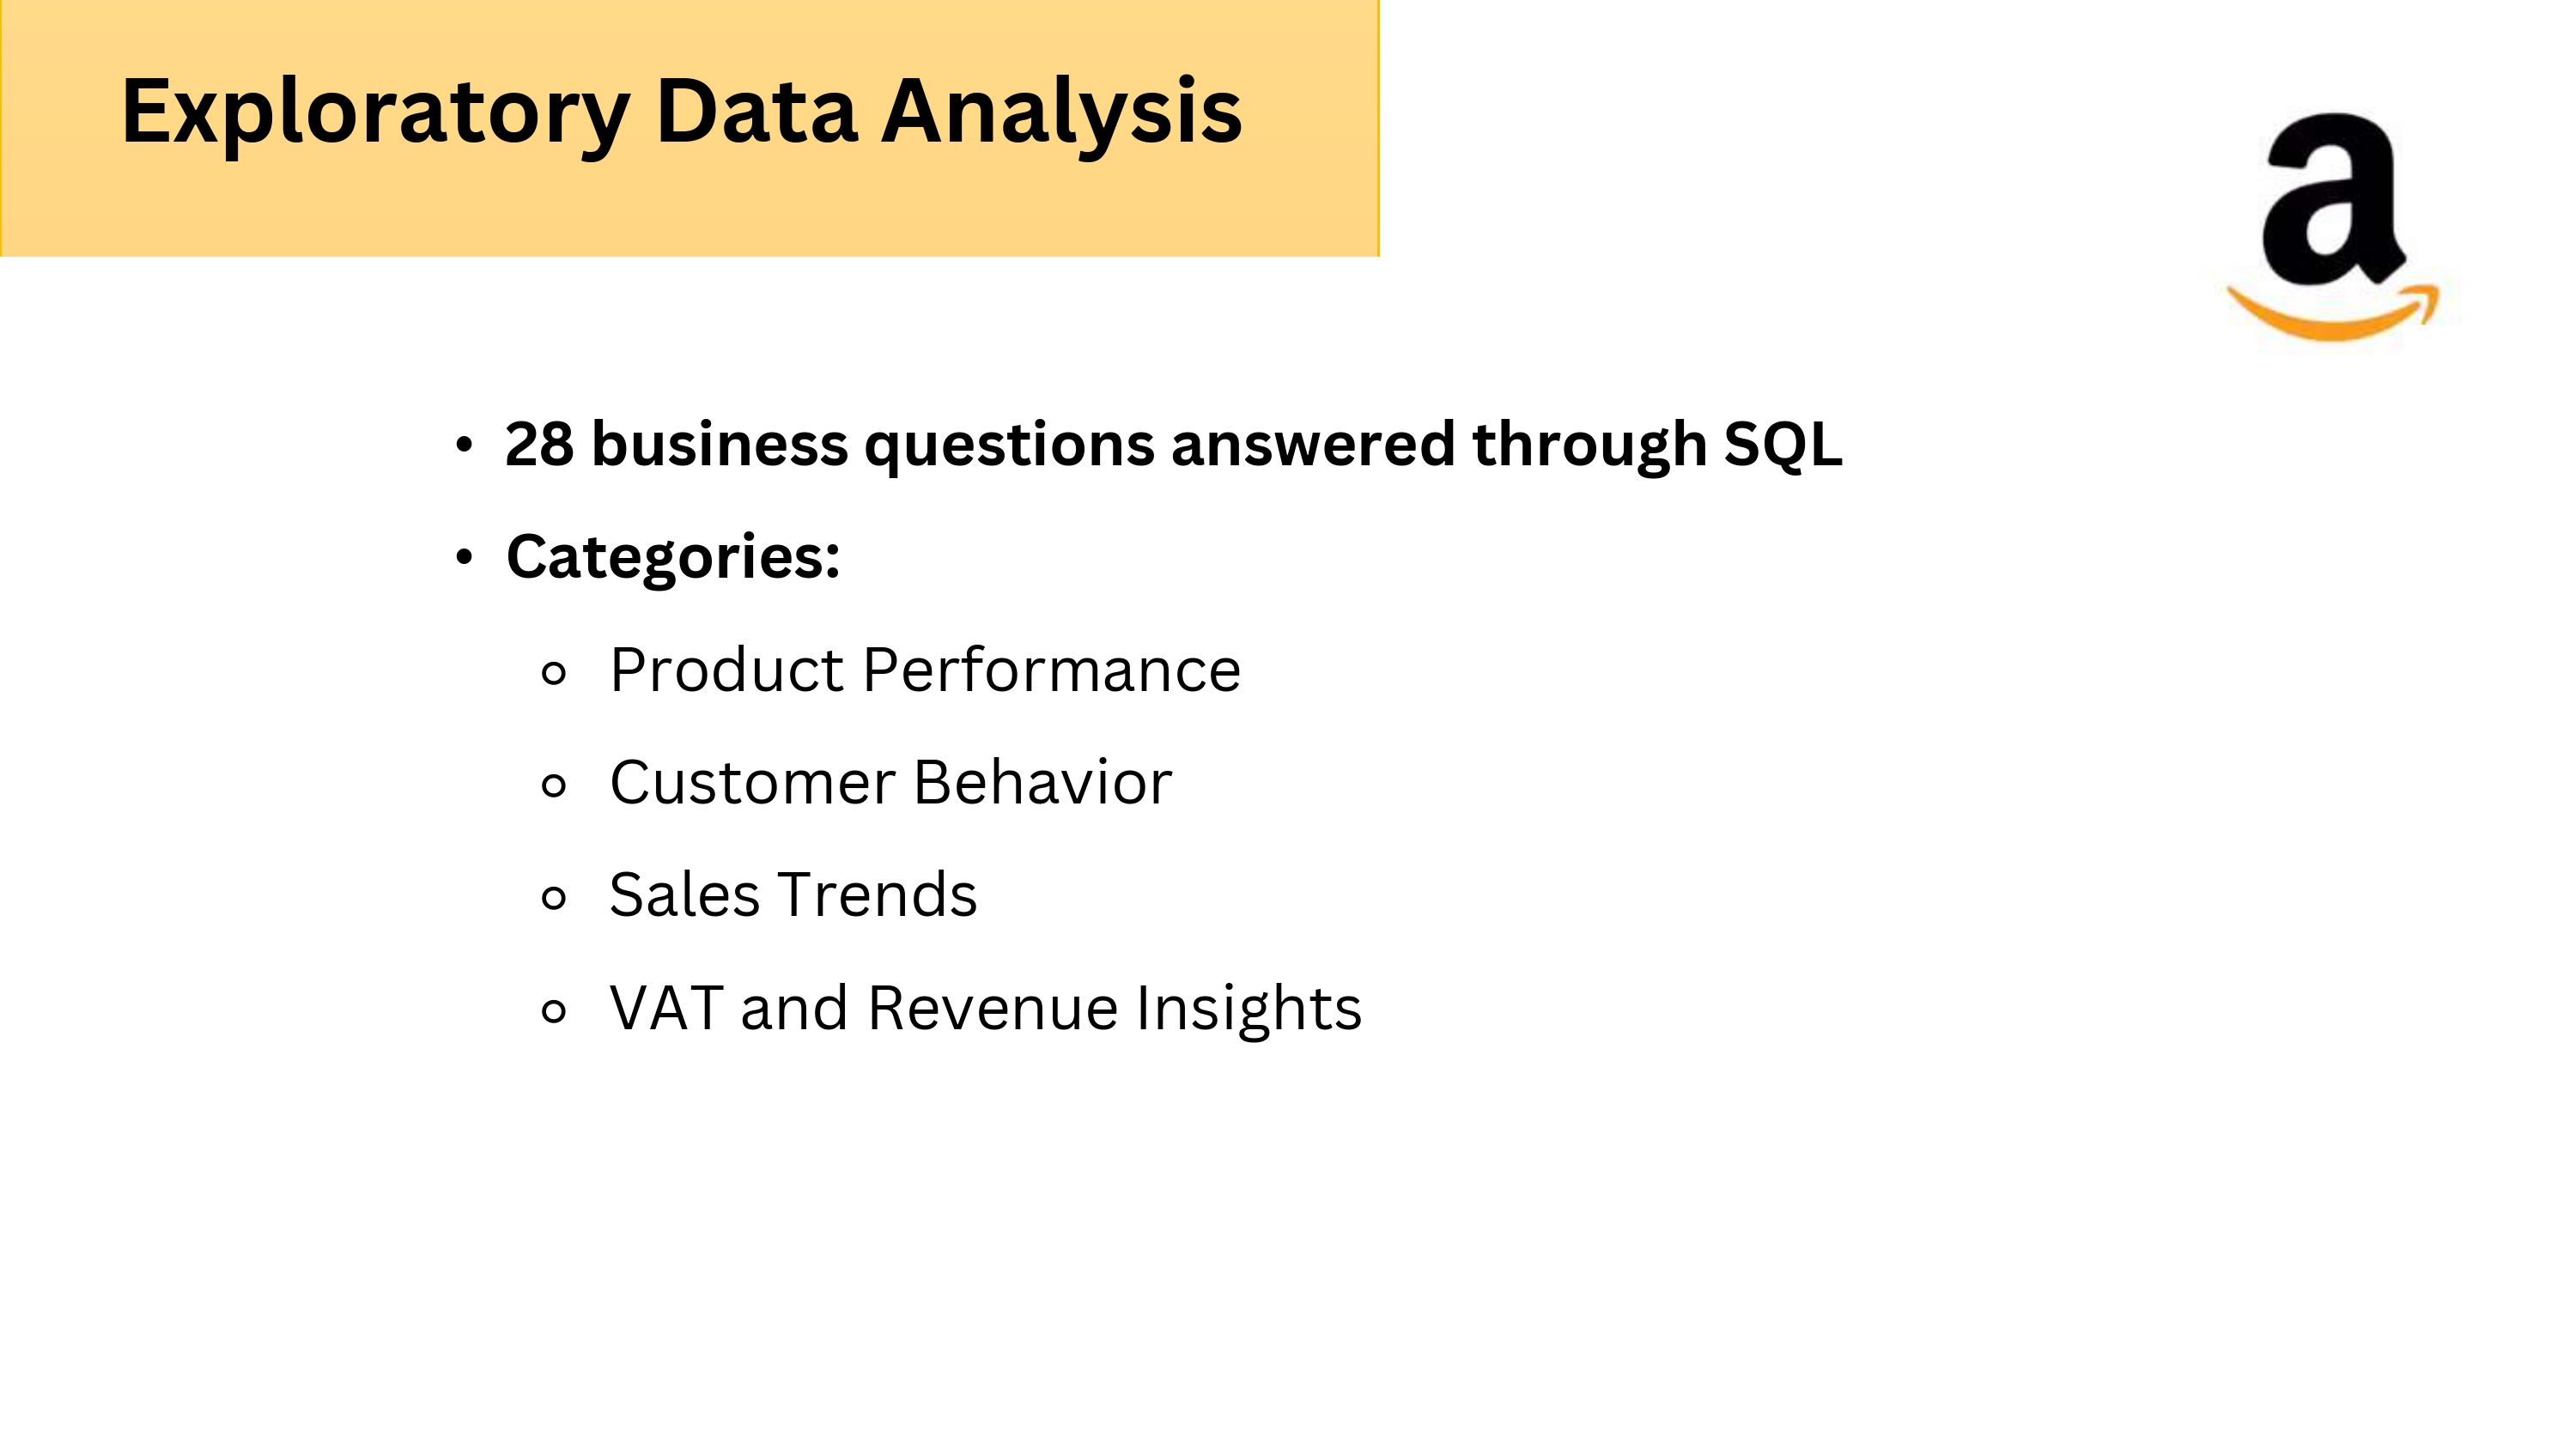 Exploratory Data Analysis
a
• 28 business questions answered through SQL
• Categories:
○ Product Performance
○ Customer Behavior
○ Sales Trends
○ VAT and Revenue Insights